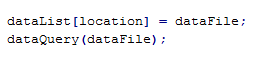 dataList[location] = dataFile;
dataQuery(dataFile);